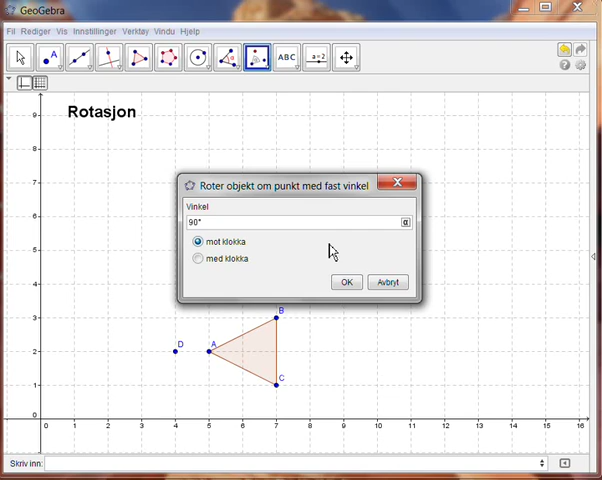 GeoGebra
Fil Rediger Vis Innstillinger Verktøy Vindu Hjelp
A
ABC
a=2
Rotasjon
9
8
7
6
5
4
3
2
1
0
0 1 2 3 4 5 6 7 8 9 10 11 12 13 14 15 16
Roter objekt om punkt med fast vinkel
Vinkel
90°
α
mot klokka
med klokka
OK Avbryt
B
D A
C
Skriv inn: